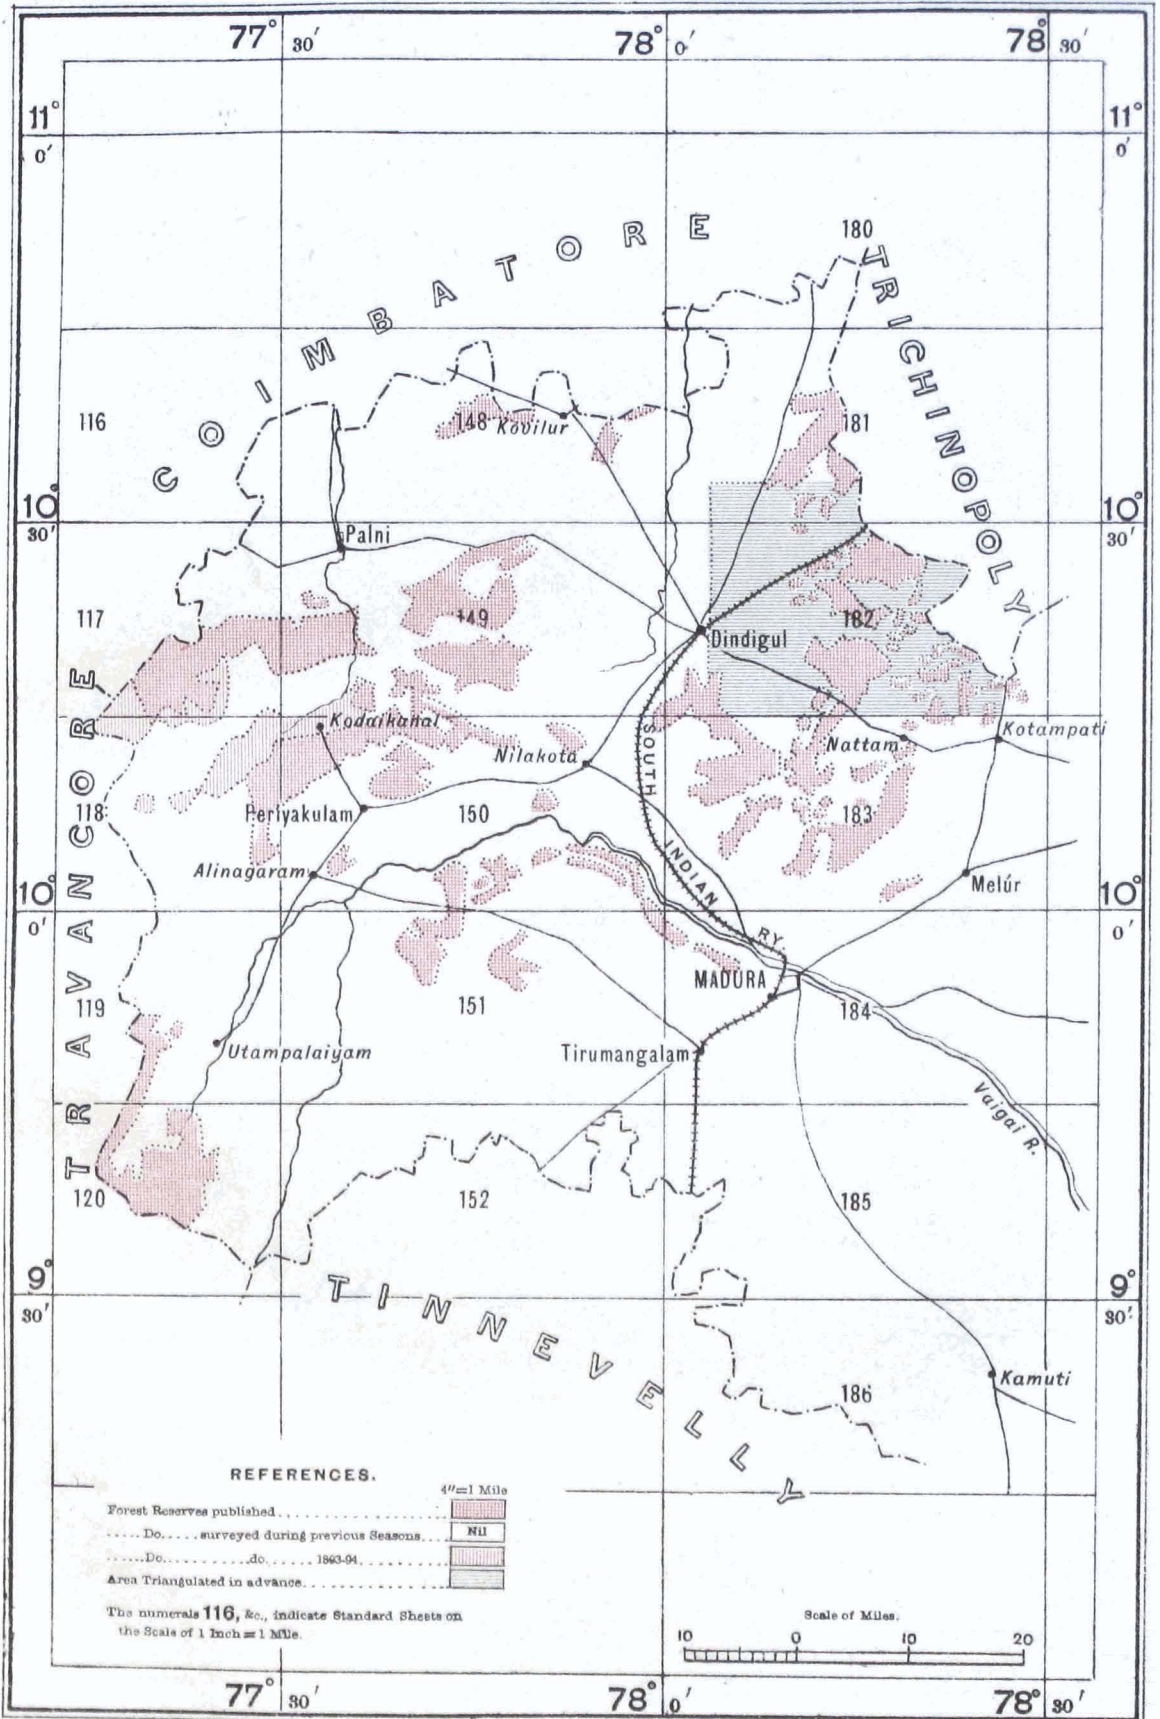 77° 30′ 78° 0′ 78° 30′
11° 0′ 11° 0′
COIMBATORE
180
TRICHINOPOLY
116
148 Kovilur
181
10° 30′ 10° 30′
Palni
117
149
182
Dindigul
TRAVANCORE
Kodaikanal
Nilakota
Nattam
Kotampati
SOUTH INDIAN RY.
118
Periyakulam
150
183
Alinagaram
Melúr
10° 0′ 10° 0′
MADURA
119
151
184
Utampalaiyam
Tirumangalam
Vaigai R.
120
152
185
9° 30′ 9° 30′
TINNEVELLY
Kamuti
186
REFERENCES.
4″=1 Mile
Forest Reserves published
Do. surveyed during previous Seasons. Nil
Do. do. 1893-94.
Area Triangulated in advance.
The numerals 116, &c., indicate Standard Sheets on
the Scale of 1 Inch = 1 Mile.
Scale of Miles.
10 0 10 20
77° 30′ 78° 0′ 78° 30′